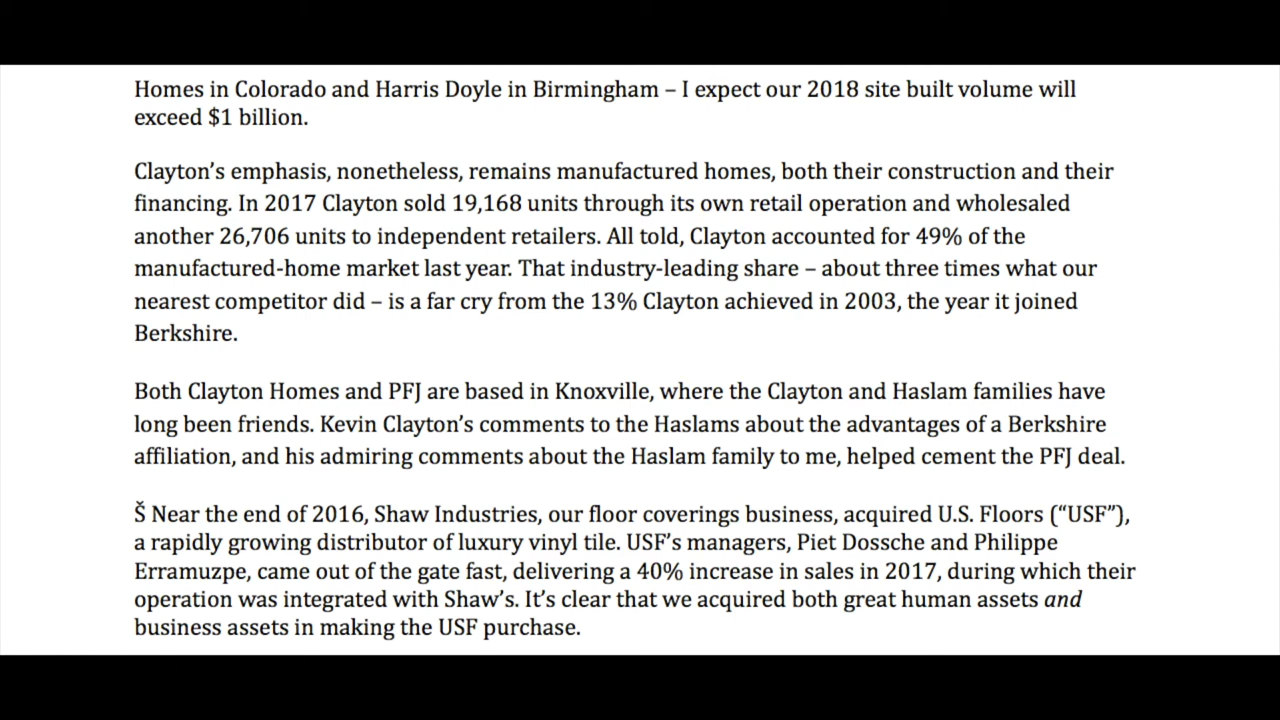 Homes in Colorado and Harris Doyle in Birmingham – I expect our 2018 site built volume will
exceed $1 billion.
Clayton’s emphasis, nonetheless, remains manufactured homes, both their construction and their
financing. In 2017 Clayton sold 19,168 units through its own retail operation and wholesaled
another 26,706 units to independent retailers. All told, Clayton accounted for 49% of the
manufactured-home market last year. That industry-leading share – about three times what our
nearest competitor did – is a far cry from the 13% Clayton achieved in 2003, the year it joined
Berkshire.
Both Clayton Homes and PFJ are based in Knoxville, where the Clayton and Haslam families have
long been friends. Kevin Clayton’s comments to the Haslams about the advantages of a Berkshire
affiliation, and his admiring comments about the Haslam family to me, helped cement the PFJ deal.
Š Near the end of 2016, Shaw Industries, our floor coverings business, acquired U.S. Floors (“USF”),
a rapidly growing distributor of luxury vinyl tile. USF’s managers, Piet Dossche and Philippe
Erramuzpe, came out of the gate fast, delivering a 40% increase in sales in 2017, during which their
operation was integrated with Shaw’s. It’s clear that we acquired both great human assets and
business assets in making the USF purchase.